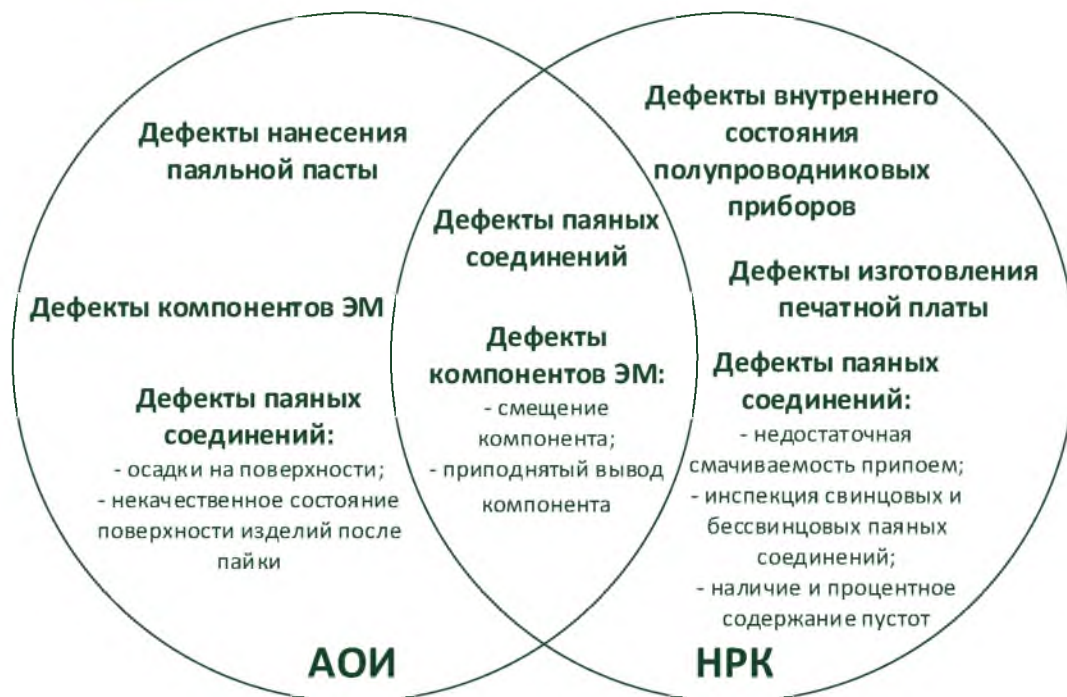 Дефекты нанесения
паяльной пасты
Дефекты компонентов ЭМ
Дефекты паяных
соединений:
- осадки на поверхности;
- некачественное состояние
поверхности изделий после
пайки
АОИ
Дефекты паяных
соединений
Дефекты
компонентов ЭМ:
- смещение
компонента;
- приподнятый вывод
компонента
Дефекты внутреннего
состояния
полупроводниковых
приборов
Дефекты изготовления
печатной платы
Дефекты паяных
соединений:
- недостаточная
смачиваемость припоем;
- инспекция свинцовых и
бессвинцовых паяных
соединений;
- наличие и процентное
содержание пустот
НРК